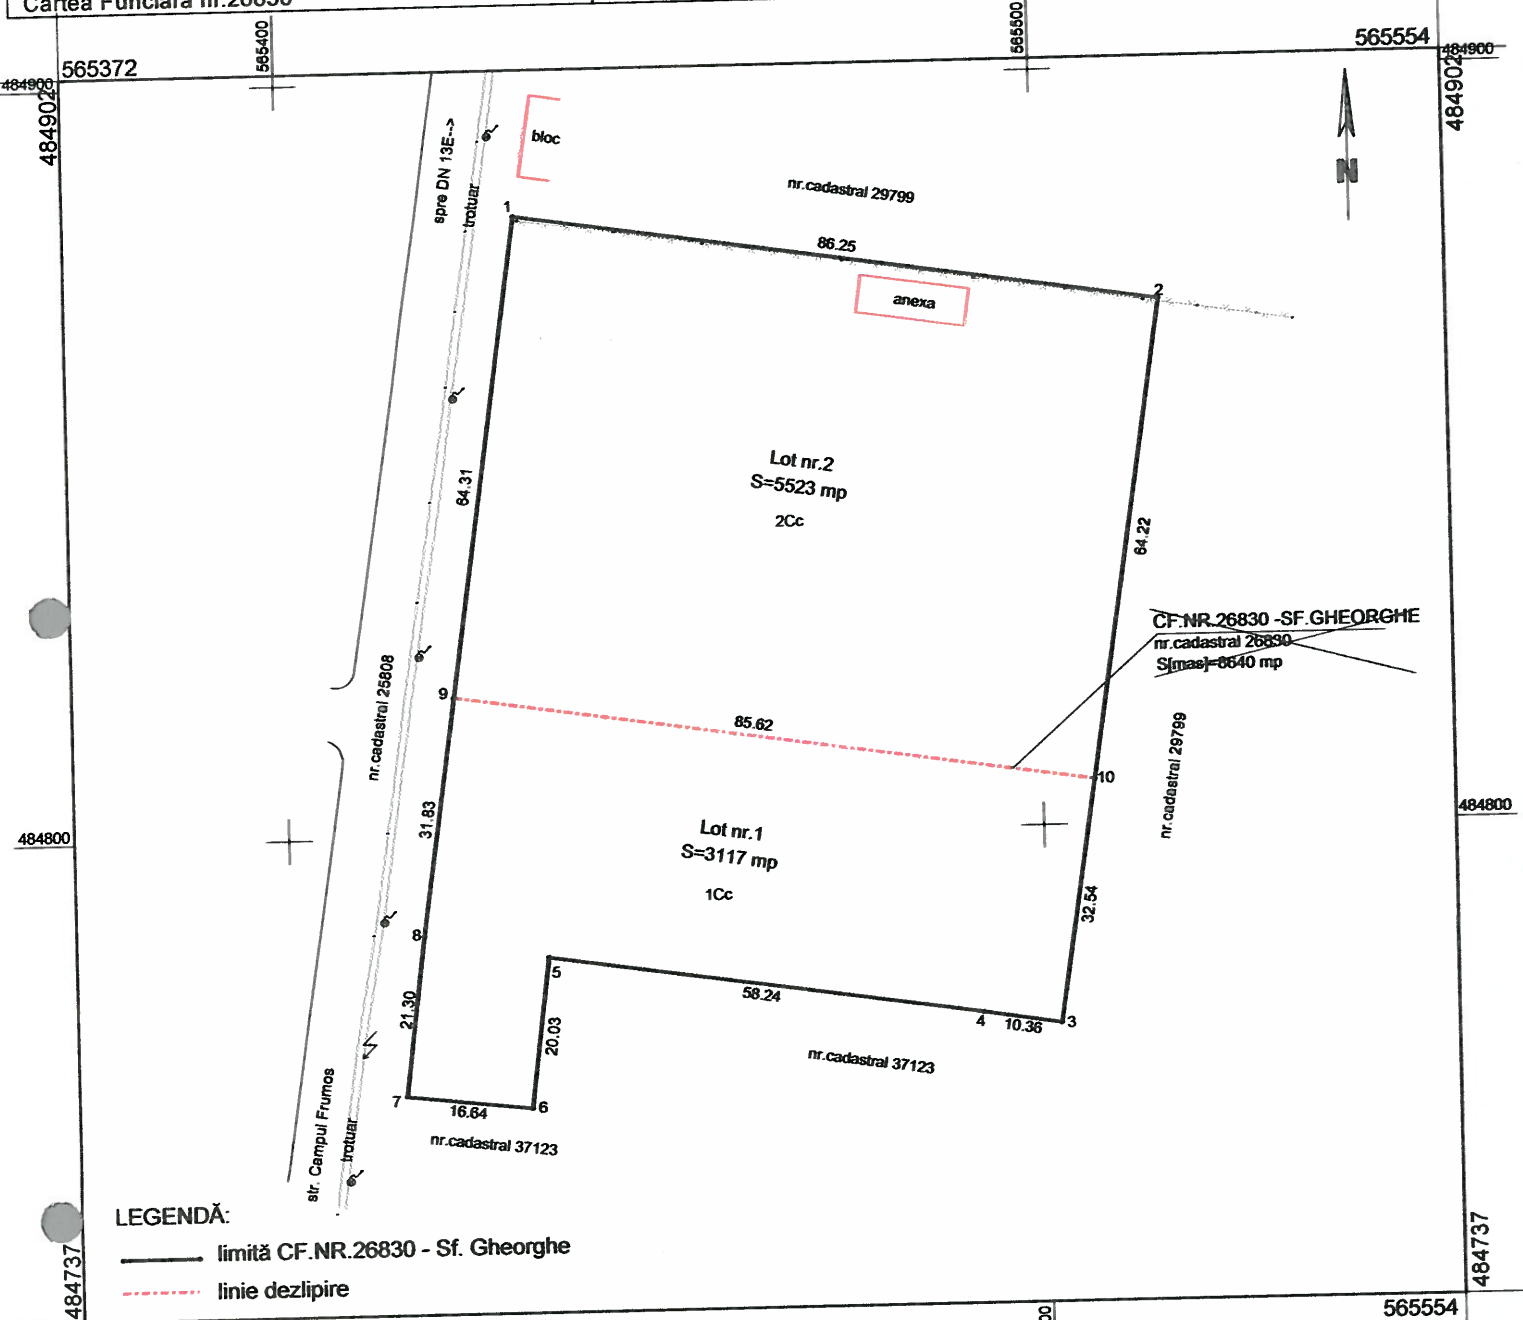 Cartea Funciara nr.26830
565400
565500
565372
565554
484900
484900
484902
484902
spre DN 13E-->
trotuar
bloc
nr.cadastral 29799
N
1
86.25
2
anexa
64.31
Lot nr.2
S=5523 mp
2Cc
64.22
CF.NR.26830 -SF.GHEORGHE
nr.cadastral 26830
S[mas]=8640 mp
nr.cadastral 25808
9
85.62
10
nr.cadastral 29799
484800
484800
31.83
Lot nr.1
S=3117 mp
1Cc
32.54
8
5
58.24
4
10.36
3
21.30
20.03
nr.cadastral 37123
7
16.64
6
nr.cadastral 37123
str. Campul Frumos
trotuar
LEGENDĂ:
limită CF.NR.26830 - Sf. Gheorghe
linie dezlipire
484737
484737
565554